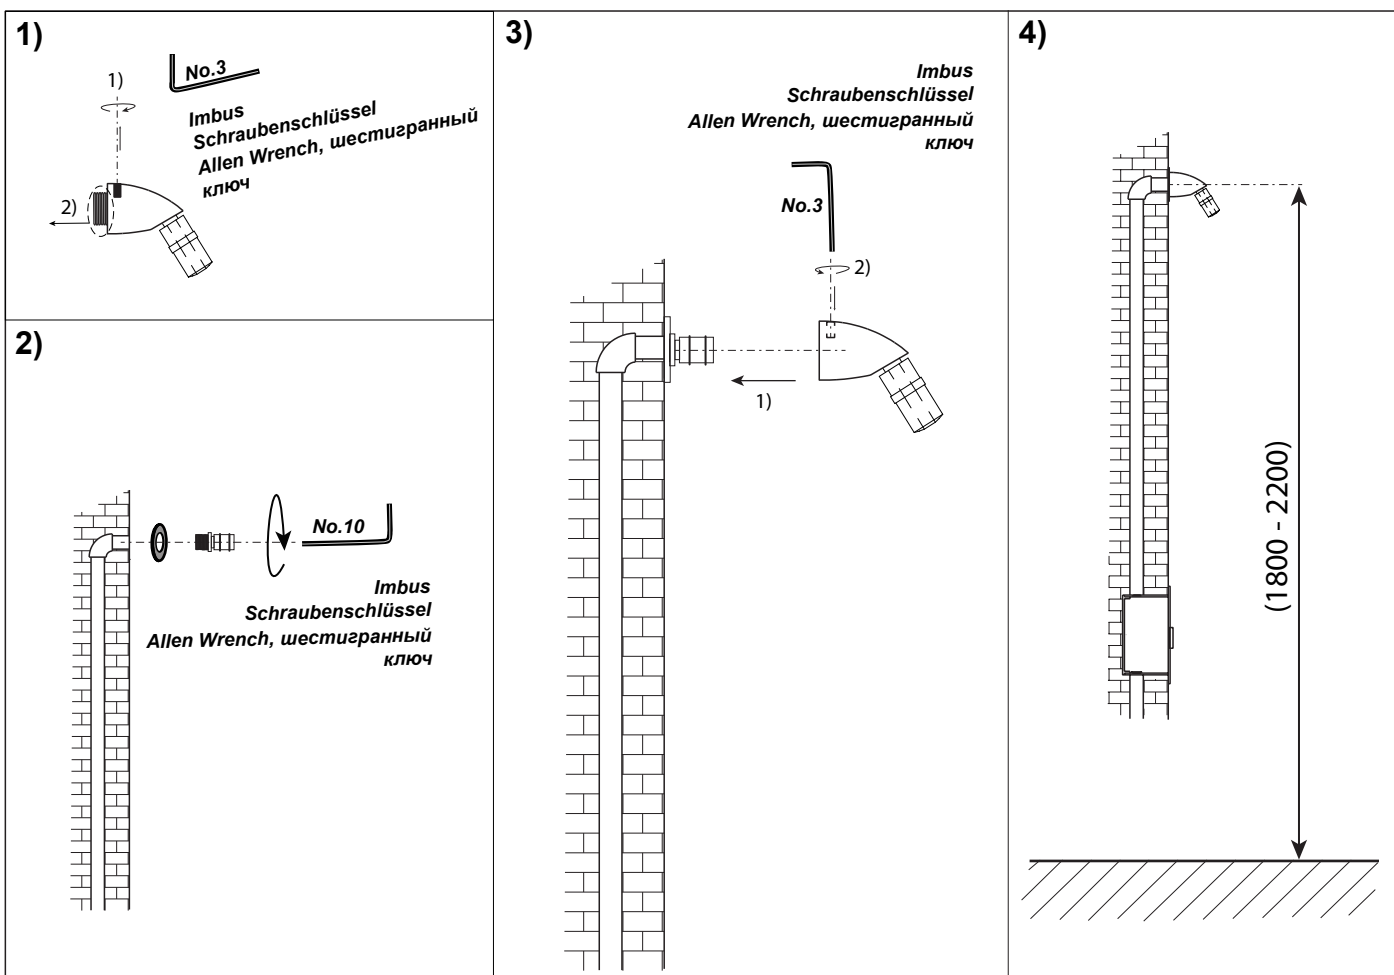 1)
1)
No.3
Imbus
Schraubenschlüssel
Allen Wrench, шестигранный
ключ
2)
2)
No.10
Imbus
Schraubenschlüssel
Allen Wrench, шестигранный
ключ
3)
Imbus
Schraubenschlüssel
Allen Wrench, шестигранный
ключ
No.3
2)
1)
4)
(1800 - 2200)